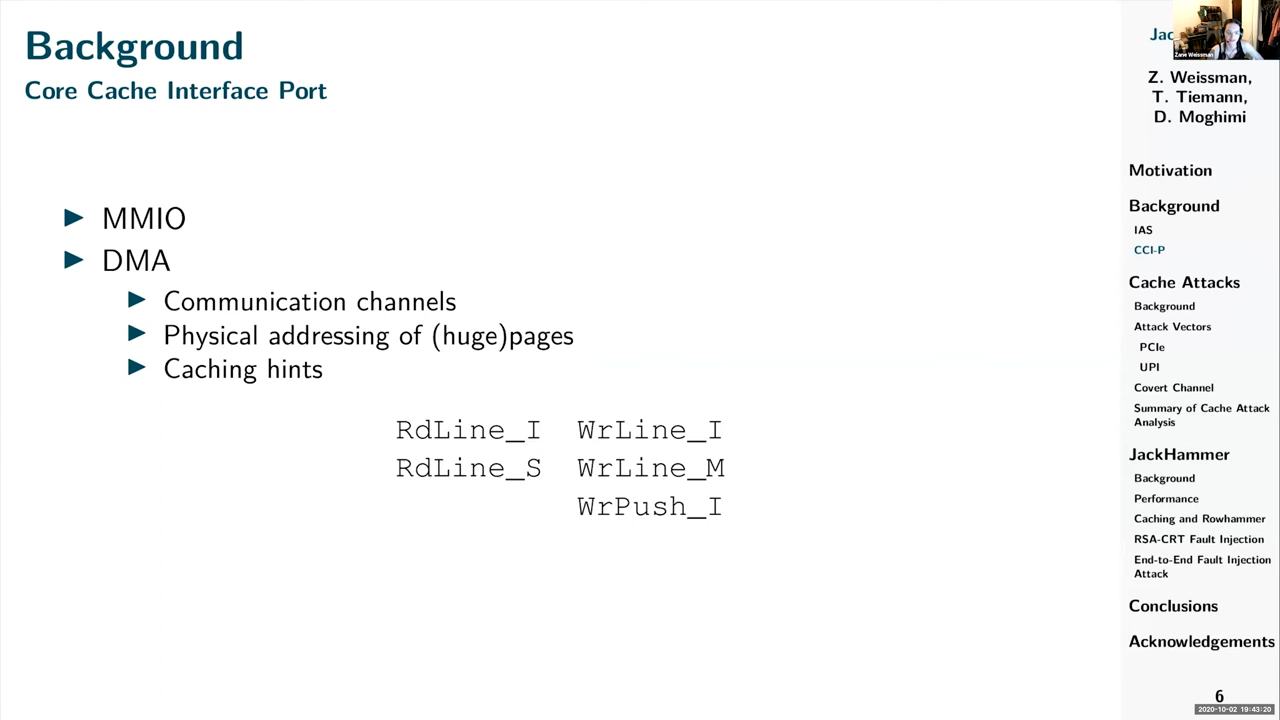 Background
Core Cache Interface Port
MMIO
DMA
Communication channels
Physical addressing of (huge)pages
Caching hints
RdLine_I WrLine_I
RdLine_S WrLine_M
WrPush_I
Zane Weissman
Z. Weissman,
T. Tiemann,
D. Moghimi
Motivation
Background
IAS
CCI-P
Cache Attacks
Background
Attack Vectors
PCIe
UPI
Covert Channel
Summary of Cache Attack
Analysis
JackHammer
Background
Performance
Caching and Rowhammer
RSA-CRT Fault Injection
End-to-End Fault Injection
Attack
Conclusions
Acknowledgements
6
2020-10-02 19:43:20